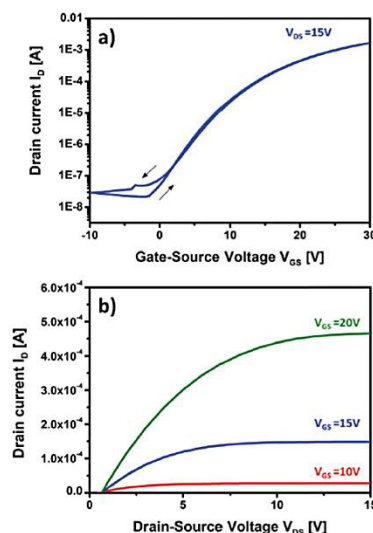 a)
V_DS =15V
0.01
1E-3
1E-4
1E-5
1E-6
1E-7
1E-8
Drain current I_D [A]
-10 0 10 20 30
Gate-Source Voltage V_GS [V]
b)
V_GS =20V
V_GS =15V
V_GS =10V
6.0x10⁻⁴
5.0x10⁻⁴
4.0x10⁻⁴
3.0x10⁻⁴
2.0x10⁻⁴
1.0x10⁻⁴
0.0
Drain current I_D [A]
0 5 10 15
Drain-Source Voltage V_DS [V]